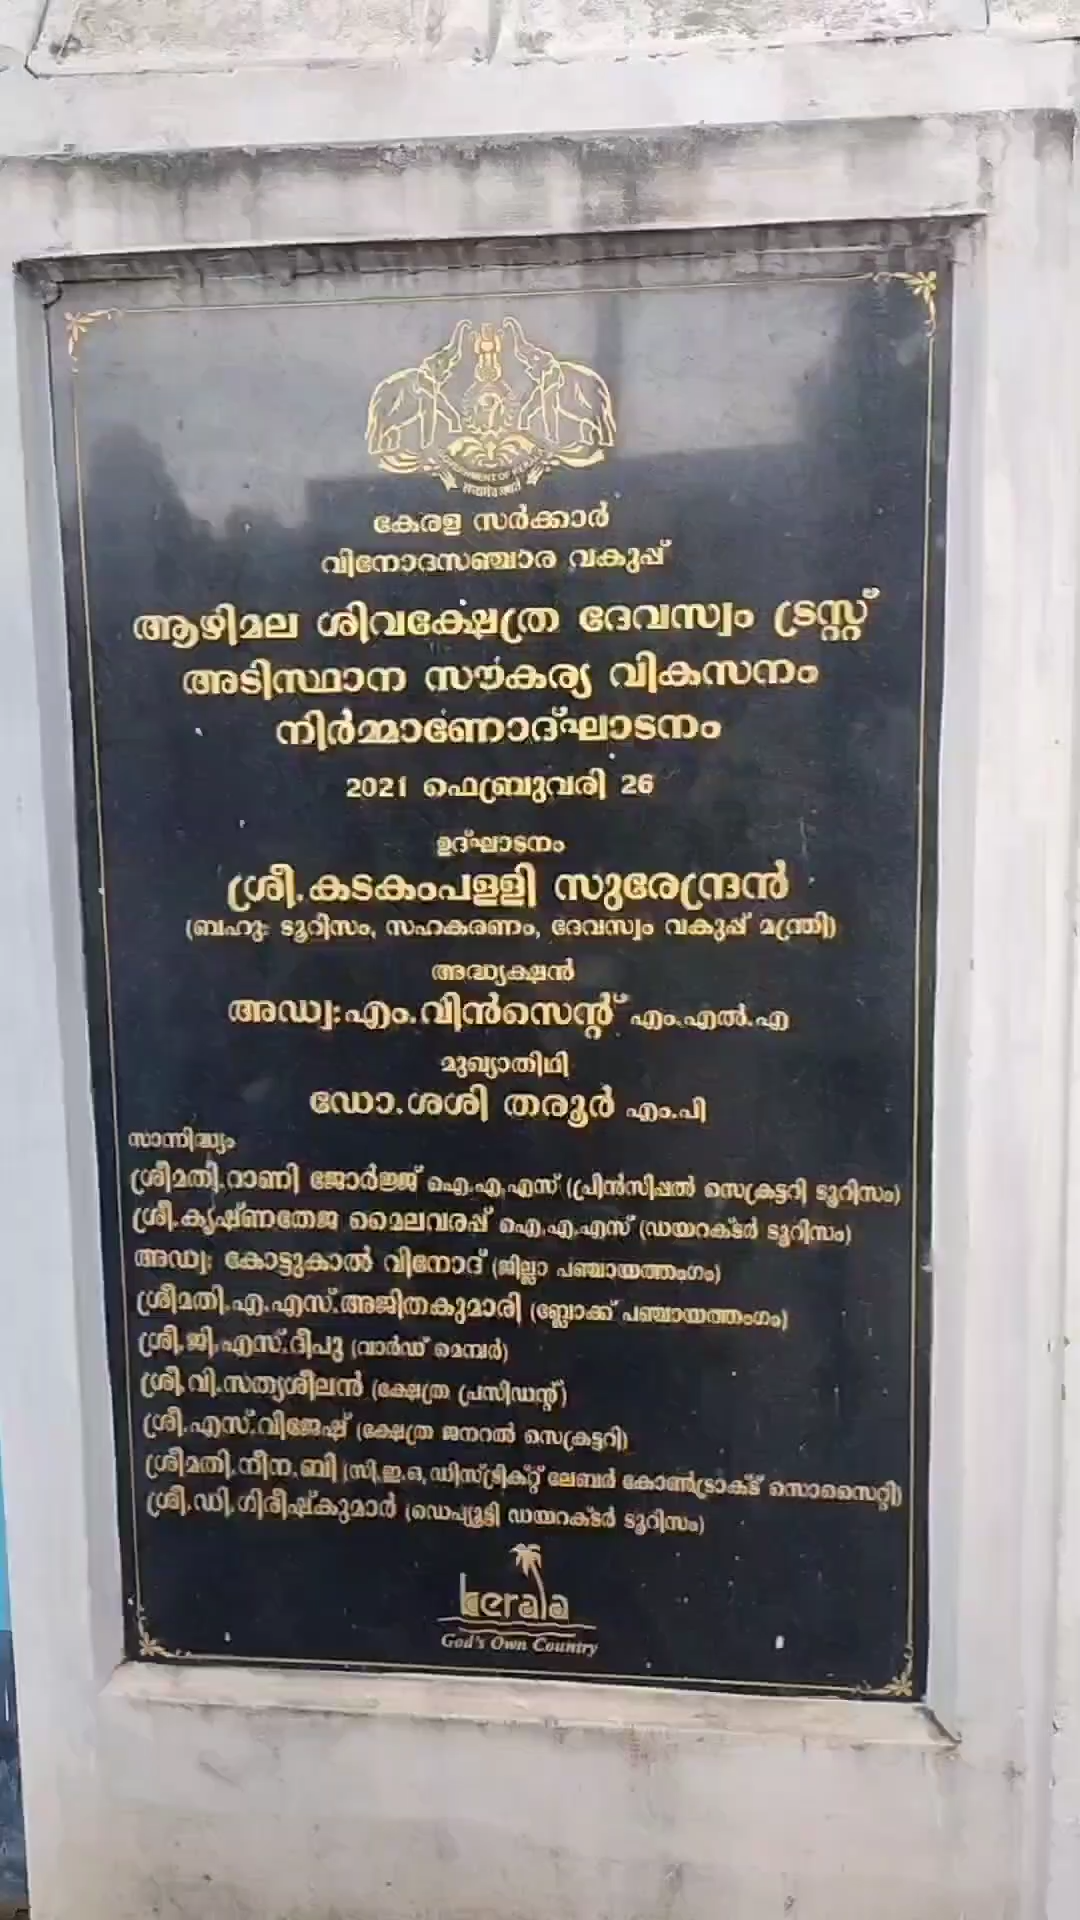 കേരള സർക്കാർ
വിനോദസഞ്ചാര വകുപ്പ്
ആഴിമല ശിവക്ഷേത്ര ദേവസ്വം ട്രസ്റ്റ്
അടിസ്ഥാന സൗകര്യ വികസനം
നിർമ്മാണോദ്ഘാടനം
2021 ഫെബ്രുവരി 26
ഉദ്ഘാടനം
ശ്രീ.കടകംപള്ളി സുരേന്ദ്രൻ
(ബഹു: ടൂറിസം, സഹകരണം, ദേവസ്വം വകുപ്പ് മന്ത്രി)
അദ്ധ്യക്ഷൻ
അഡ്വ:എം.വിൻസെന്റ് എം.എൽ.എ
മുഖ്യാതിഥി
ഡോ.ശശി തരൂർ എം.പി
സാന്നിദ്ധ്യം
ശ്രീമതി.റാണി ജോർജ്ജ് ഐ.എ.എസ് (പ്രിൻസിപ്പൽ സെക്രട്ടറി ടൂറിസം)
ശ്രീ.കൃഷ്ണതേജ മൈലവരപ്പ് ഐ.എ.എസ് (ഡയറക്ടർ ടൂറിസം)
അഡ്വ: കോട്ടുകാൽ വിനോദ് (ജില്ലാ പഞ്ചായത്തംഗം)
ശ്രീമതി.എ.എസ്.അജിതകുമാരി (ബ്ലോക്ക് പഞ്ചായത്തംഗം)
ശ്രീ.ജി.എസ്.ദീപു (വാർഡ് മെമ്പർ)
ശ്രീ.വി.സത്യശീലൻ (ക്ഷേത്ര പ്രസിഡന്റ്)
ശ്രീ.എസ്.വിജേഷ് (ക്ഷേത്ര ജനറൽ സെക്രട്ടറി)
ശ്രീമതി.നീന.ബി (സി.ഇ.ഒ, ഡിസ്ട്രിക്റ്റ് ലേബർ കോൺട്രാക്ട് സൊസൈറ്റി)
ശ്രീ.ഡി.ഗിരീഷ്കുമാർ (ഡെപ്യൂട്ടി ഡയറക്ടർ ടൂറിസം)
kerala
God's Own Country